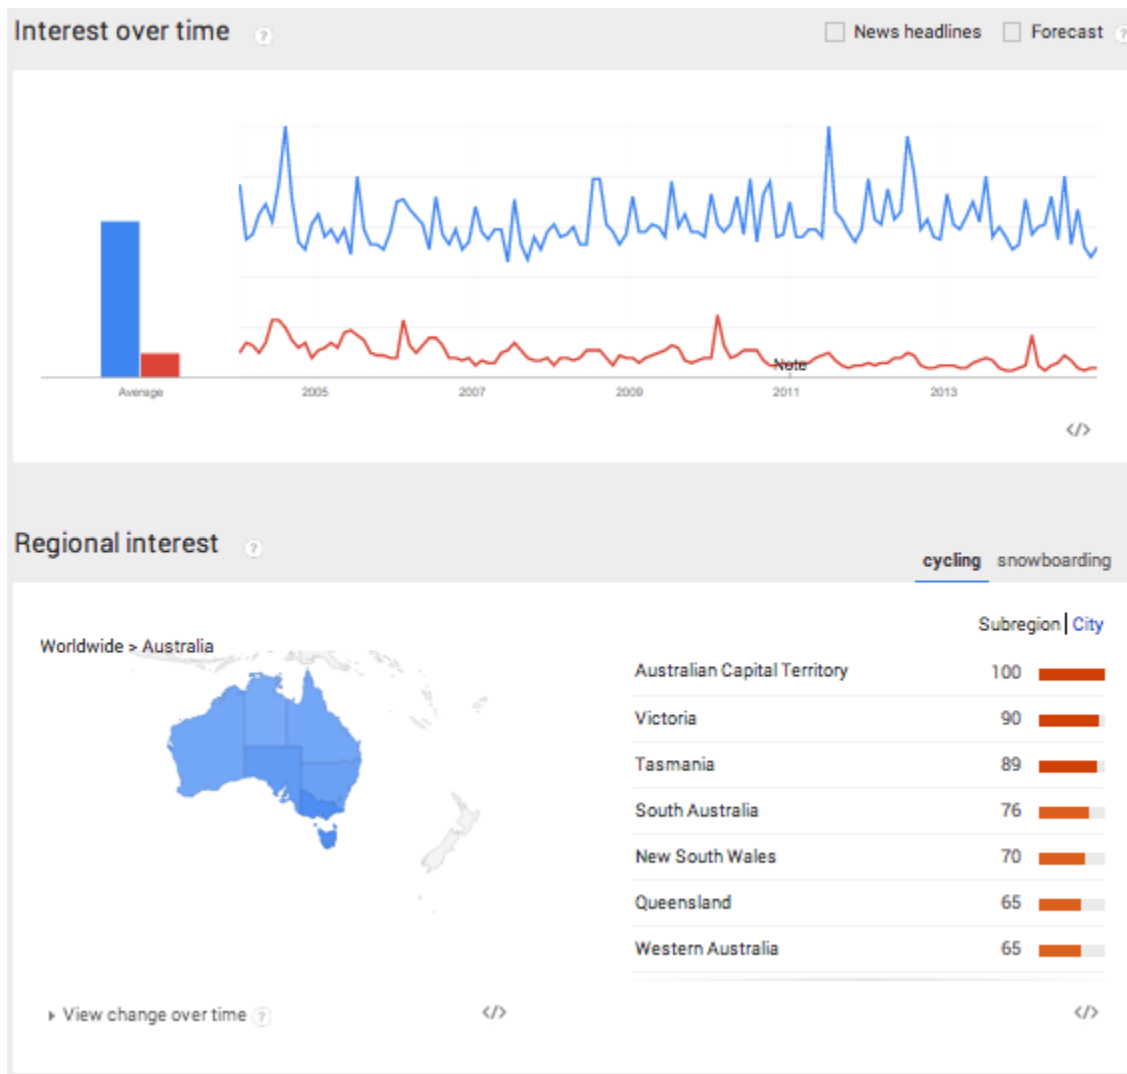 Interest over time ?
News headlines Forecast ?
Note
Average 2005 2007 2009 2011 2013
</>
Regional interest ?
cycling snowboarding
Subregion | City
Worldwide > Australia
Australian Capital Territory 100
Victoria 90
Tasmania 89
South Australia 76
New South Wales 70
Queensland 65
Western Australia 65
View change over time ? </> </>